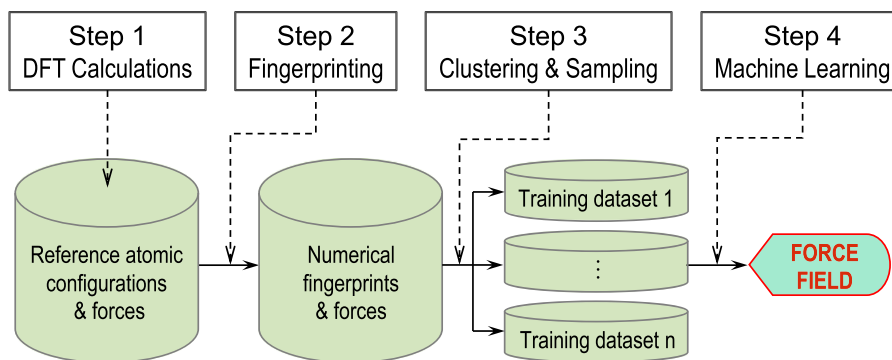 Step 1
DFT Calculations
Step 2
Fingerprinting
Step 3
Clustering & Sampling
Step 4
Machine Learning
Reference atomic
configurations
& forces
Numerical
fingerprints
& forces
Training dataset 1
⋮
Training dataset n
FORCE
FIELD